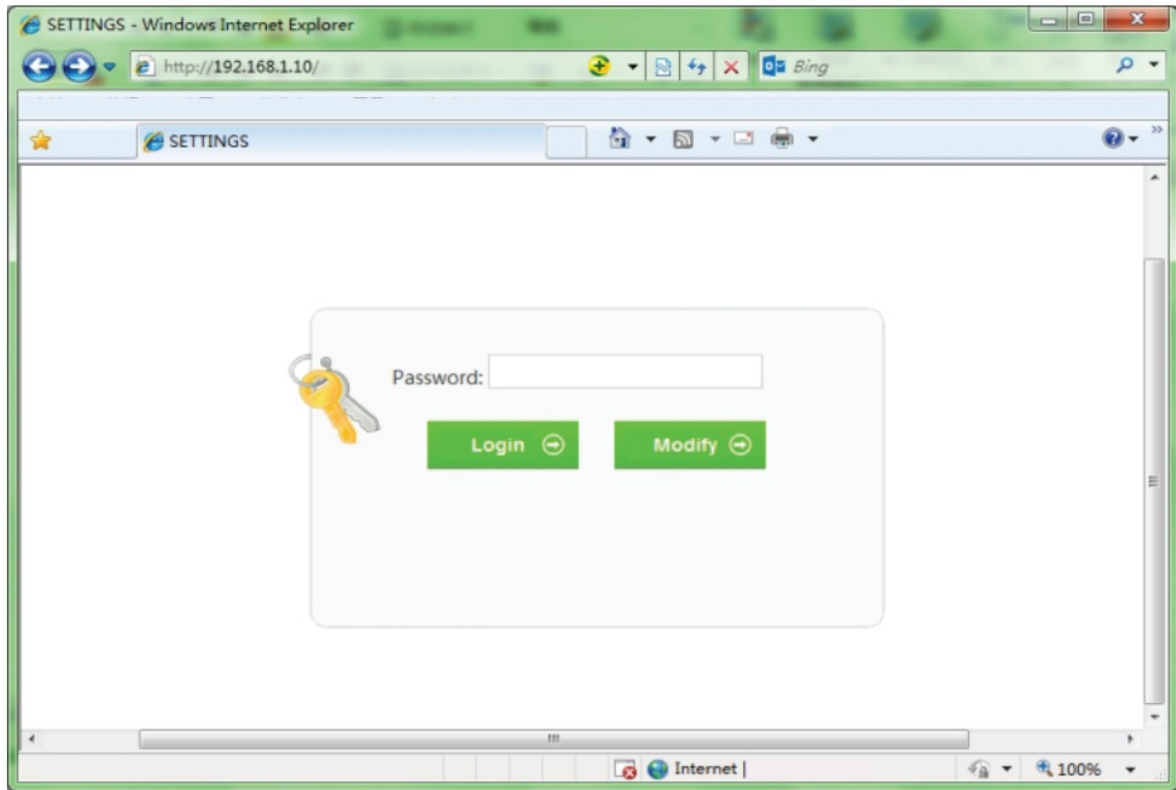 SETTINGS - Windows Internet Explorer
http://192.168.1.10/
Bing
SETTINGS
Password:
Login
Modify
Internet
100%